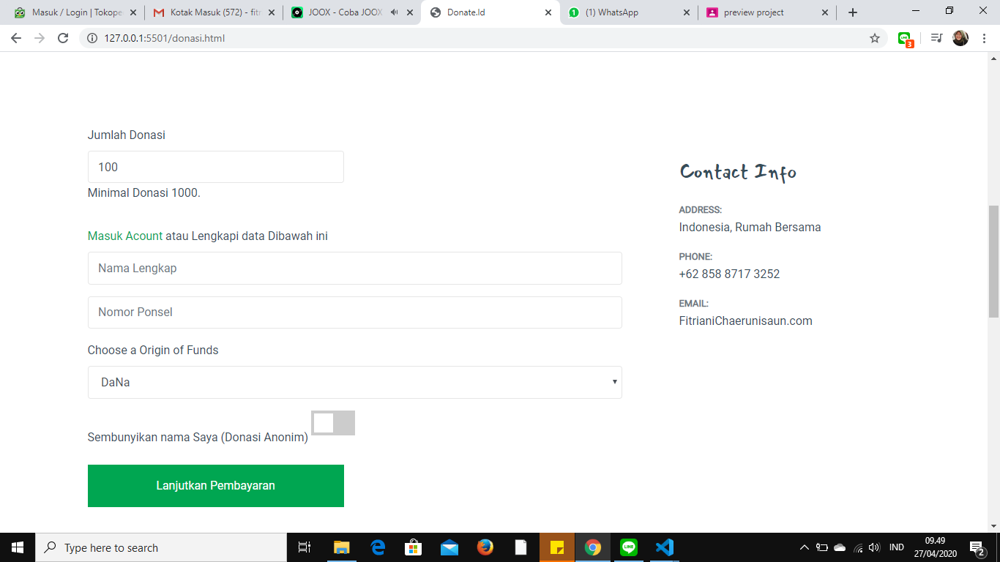 Masuk / Login | Tokope
Kotak Masuk (572) - fitr
JOOX - Coba JOOX
Donate.Id
(1) WhatsApp
preview project
127.0.0.1:5501/donasi.html
3
Jumlah Donasi
100
Minimal Donasi 1000.
Masuk Acount atau Lengkapi data Dibawah ini
Nama Lengkap
Nomor Ponsel
Choose a Origin of Funds
DaNa
Sembunyikan nama Saya (Donasi Anonim)
Lanjutkan Pembayaran
Contact Info
ADDRESS:
Indonesia, Rumah Bersama
PHONE:
+62 858 8717 3252
EMAIL:
FitrianiChaerunisaun.com
Type here to search
IND
09.49
27/04/2020
2